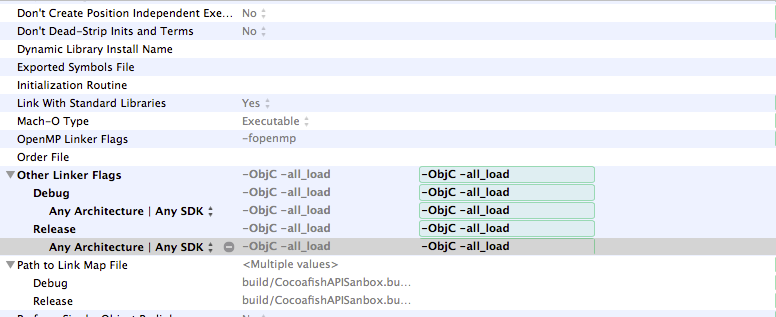 Don't Create Position Independent Exe... No
Don't Dead-Strip Inits and Terms No
Dynamic Library Install Name
Exported Symbols File
Initialization Routine
Link With Standard Libraries Yes
Mach-O Type Executable
OpenMP Linker Flags -fopenmp
Order File
Other Linker Flags -ObjC -all_load -ObjC -all_load
Debug -ObjC -all_load -ObjC -all_load
Any Architecture | Any SDK -ObjC -all_load -ObjC -all_load
Release -ObjC -all_load -ObjC -all_load
Any Architecture | Any SDK -ObjC -all_load -ObjC -all_load
Path to Link Map File <Multiple values>
Debug build/CocoafishAPISanbox.bu...
Release build/CocoafishAPISanbox.bu...